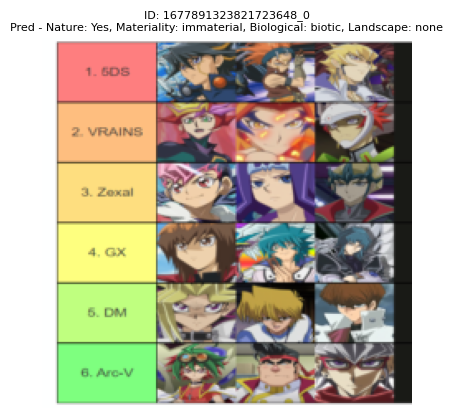 ID: 1677891323821723648_0
Pred - Nature: Yes, Materiality: immaterial, Biological: biotic, Landscape: none
1. 5DS
2. VRAINS
3. Zexal
4. GX
5. DM
6. Arc-V